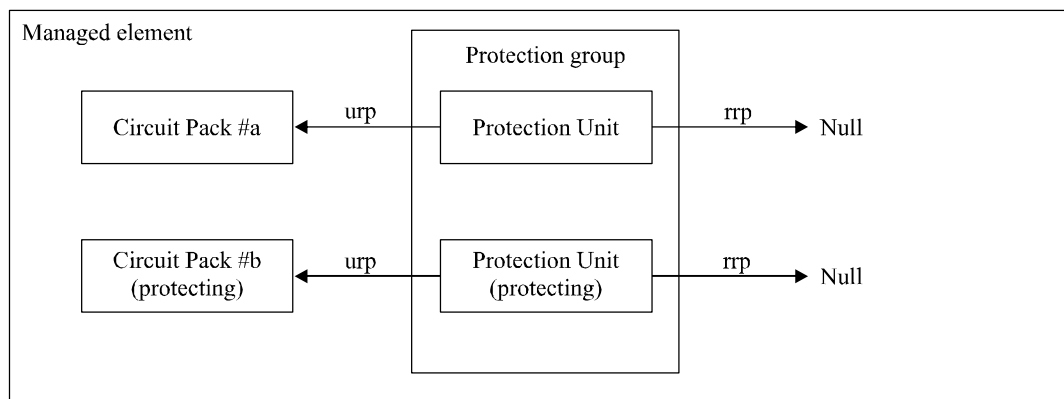 Managed element
Protection group
Circuit Pack #a
urp
Protection Unit
rrp
Null
Circuit Pack #b
(protecting)
urp
Protection Unit
(protecting)
rrp
Null